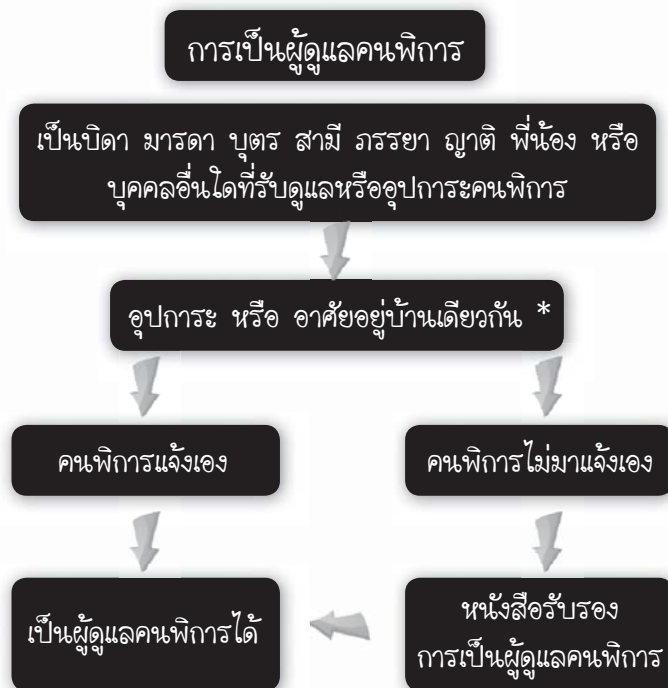 การเป็นผู้ดูแลคนพิการ
เป็นบิดา มารดา บุตร สามี ภรรยา ญาติ พี่น้อง หรือ
บุคคลอื่นใดที่รับดูแลหรืออุปการะคนพิการ
อุปการะ หรือ อาศัยอยู่บ้านเดียวกัน *
คนพิการแจ้งเอง
คนพิการไม่มาแจ้งเอง
เป็นผู้ดูแลคนพิการได้
หนังสือรับรอง
การเป็นผู้ดูแลคนพิการ